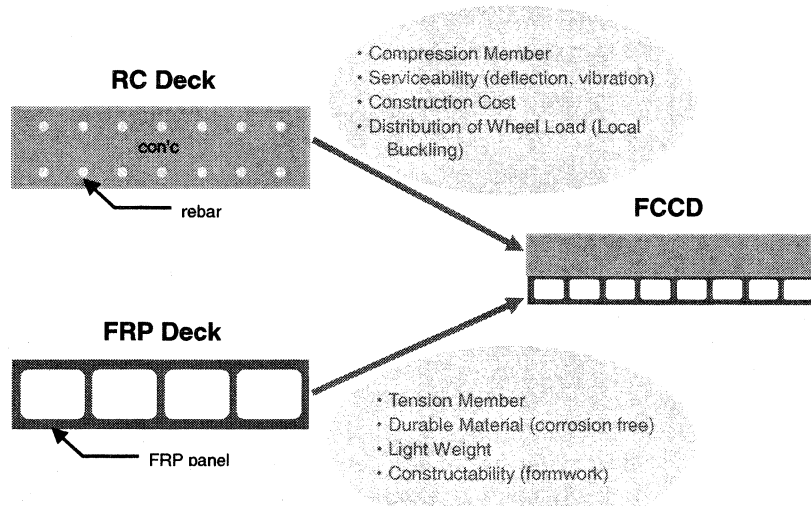 RC Deck
con'c
rebar
• Compression Member
• Serviceability (deflection, vibration)
• Construction Cost
• Distribution of Wheel Load (Local
Buckling)
FCCD
FRP Deck
FRP panel
• Tension Member
• Durable Material (corrosion free)
• Light Weight
• Constructability (formwork)